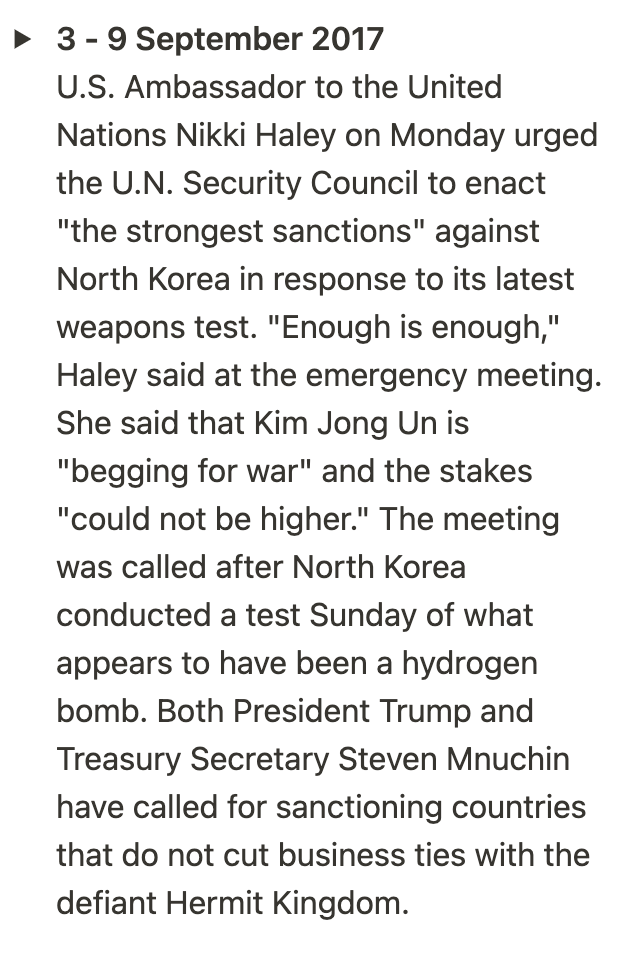 ▶ 3 - 9 September 2017
U.S. Ambassador to the United
Nations Nikki Haley on Monday urged
the U.N. Security Council to enact
"the strongest sanctions" against
North Korea in response to its latest
weapons test. "Enough is enough,"
Haley said at the emergency meeting.
She said that Kim Jong Un is
"begging for war" and the stakes
"could not be higher." The meeting
was called after North Korea
conducted a test Sunday of what
appears to have been a hydrogen
bomb. Both President Trump and
Treasury Secretary Steven Mnuchin
have called for sanctioning countries
that do not cut business ties with the
defiant Hermit Kingdom.